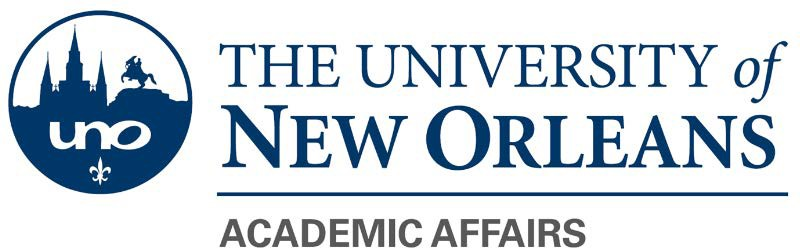 uno
THE UNIVERSITY of
NEW ORLEANS
ACADEMIC AFFAIRS